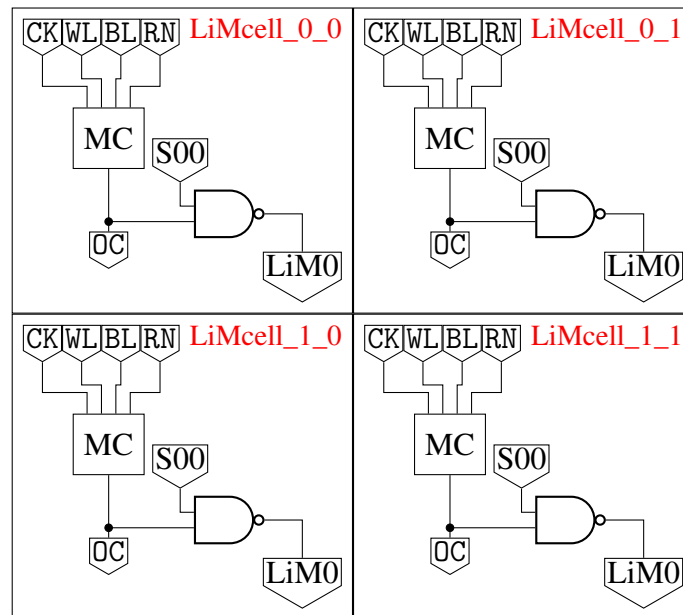 CK WL BL RN LiMcell_0_0
MC
S00
OC
LiM0
CK WL BL RN LiMcell_0_1
MC
S00
OC
LiM0
CK WL BL RN LiMcell_1_0
MC
S00
OC
LiM0
CK WL BL RN LiMcell_1_1
MC
S00
OC
LiM0